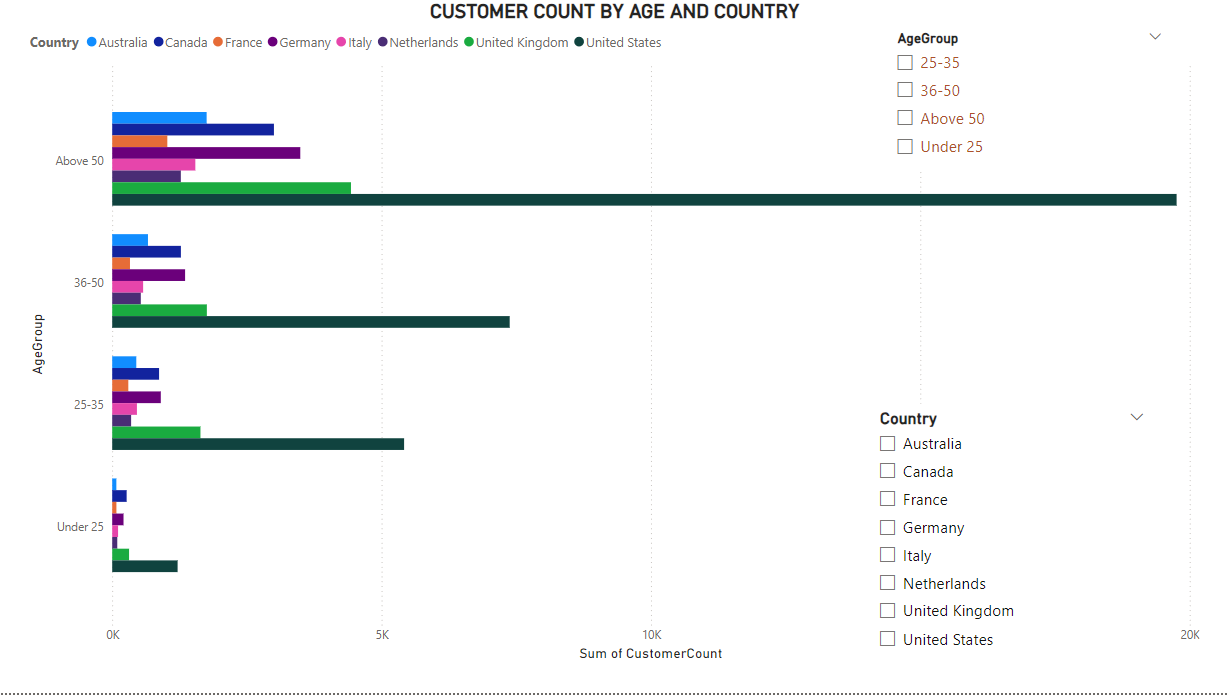 CUSTOMER COUNT BY AGE AND COUNTRY
Country Australia Canada France Germany Italy Netherlands United Kingdom United States
AgeGroup
25-35
36-50
Above 50
Under 25
Above 50
36-50
25-35
Under 25
AgeGroup
0K 5K 10K 20K
Sum of CustomerCount
Country
Australia
Canada
France
Germany
Italy
Netherlands
United Kingdom
United States